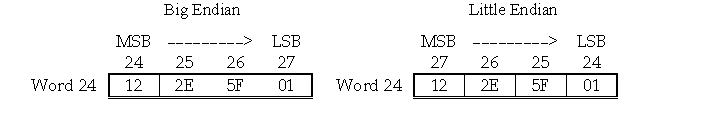 Big Endian Little Endian
MSB ---------> LSB MSB ---------> LSB
24 25 26 27 27 26 25 24
Word 24 12 2E 5F 01 Word 24 12 2E 5F 01